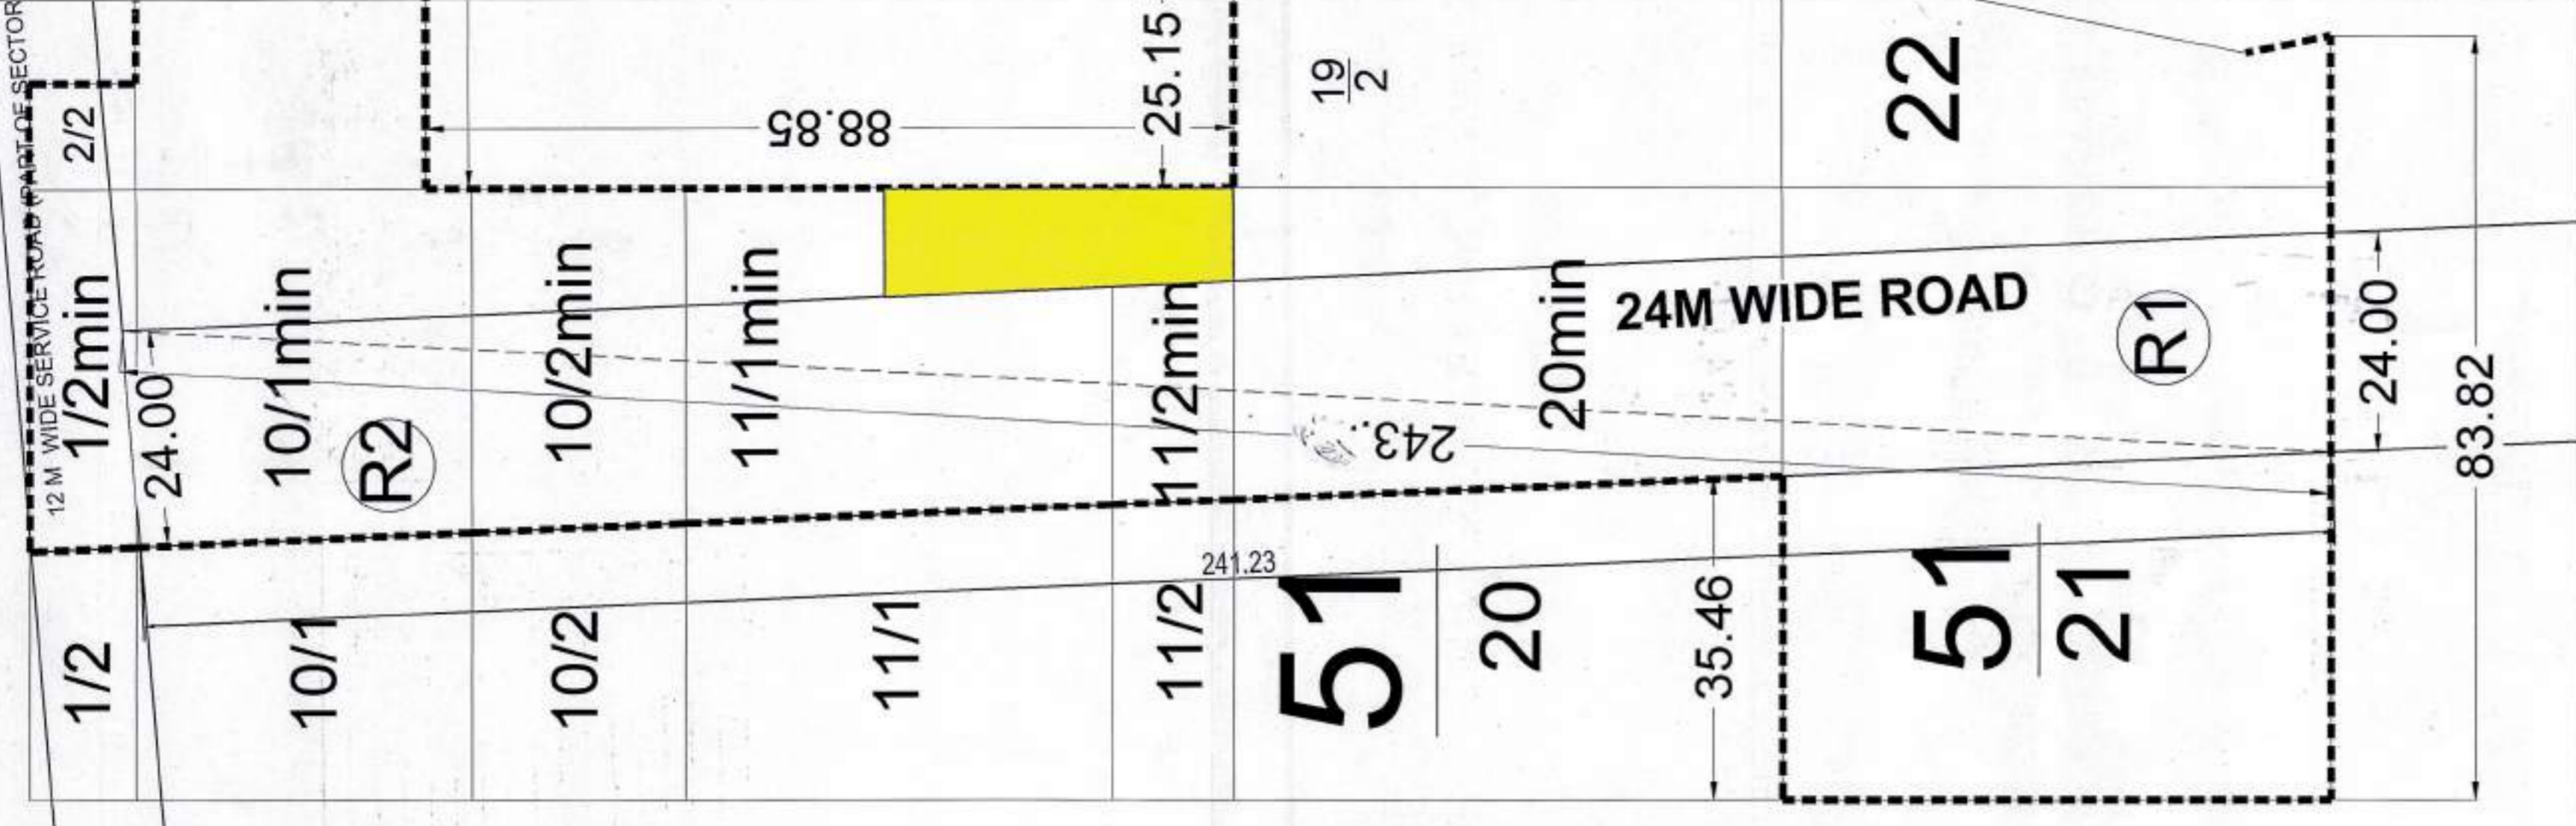 12 M WIDE SERVICE ROAD (PART OF SECTOR
2/2
88.85
25.15
19
2
22
1/2min
10/1min
10/2min
11/1min
11/2min
20min
24M WIDE ROAD
R1
24.00
83.82
24.00
R2
243..
241.23
1/2
10/1
10/2
11/1
11/2
51
20
35.46
51
21